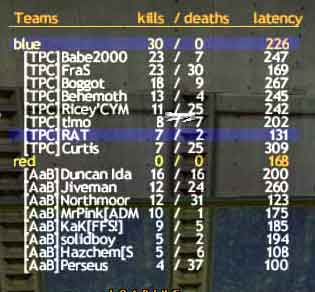 Teams kills / deaths latency
blue 30 / 0 226
[TPC]Babe2000 23 / 7 247
[TPC]FraS 23 / 30 169
[TPC]Boggot 18 / 9 267
[TPC]Behemoth 13 / 4 245
[TPC]Ricey'CYM 11 / 25 242
[TPC]tImo 8 / 7 202
[TPC]RAT 7 / 2 131
[TPC]Curtis 7 / 25 309
red 0 / 0 168
[AaB]Duncan Ida 16 / 16 200
[AaB]Jiveman 12 / 24 260
[AaB]Northmoor 12 / 31 123
[AaB]MrPink[ADM 10 / 1 175
[AaB]KaK[FFS!] 9 / 5 185
[AaB]solidboy 5 / 2 194
[AaB]Hazchem[S 5 / 6 108
[AaB]Perseus 4 / 37 100